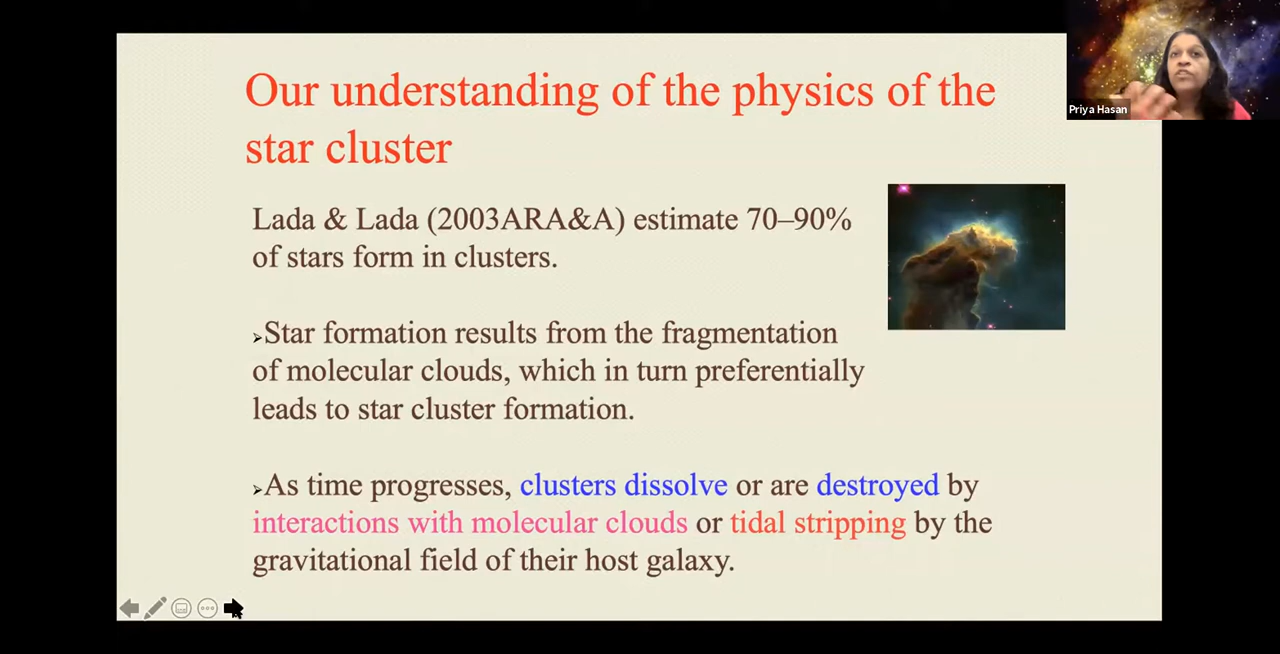 Our understanding of the physics of the
star cluster
Priya Hasan
Lada & Lada (2003ARA&A) estimate 70–90%
of stars form in clusters.
➢Star formation results from the fragmentation
of molecular clouds, which in turn preferentially
leads to star cluster formation.
➢As time progresses, clusters dissolve or are destroyed by
interactions with molecular clouds or tidal stripping by the
gravitational field of their host galaxy.